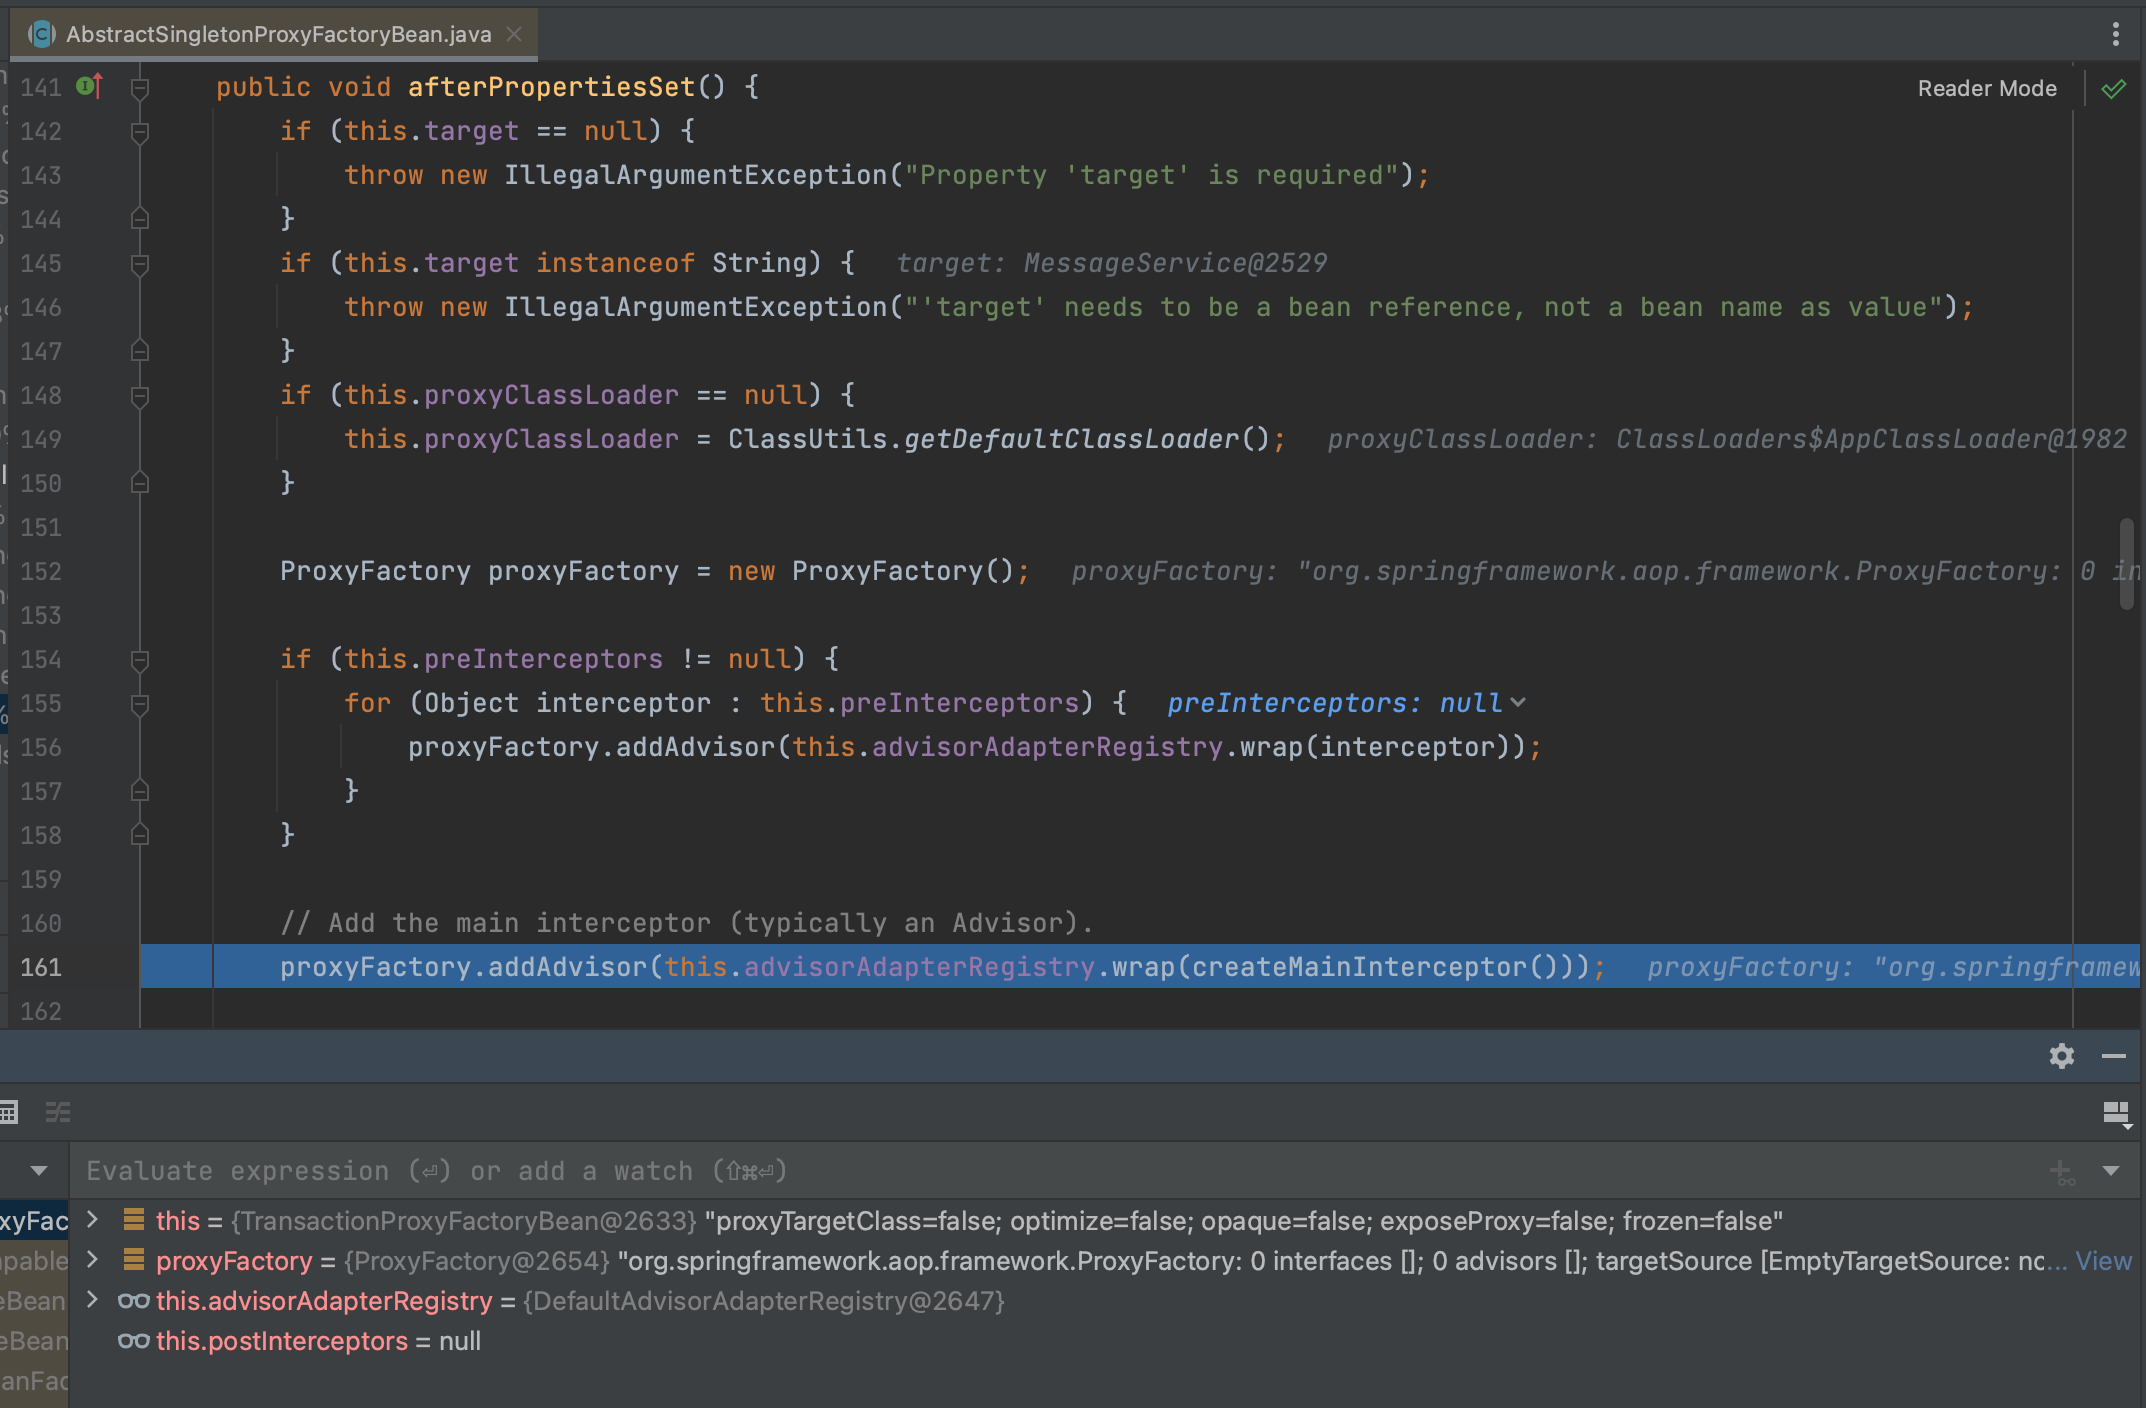 AbstractSingletonProxyFactoryBean.java
Reader Mode
141 public void afterPropertiesSet() {
142 if (this.target == null) {
143 throw new IllegalArgumentException("Property 'target' is required");
144 }
145 if (this.target instanceof String) { target: MessageService@2529
146 throw new IllegalArgumentException("'target' needs to be a bean reference, not a bean name as value");
147 }
148 if (this.proxyClassLoader == null) {
149 this.proxyClassLoader = ClassUtils.getDefaultClassLoader(); proxyClassLoader: ClassLoaders$AppClassLoader@1982
150 }
151
152 ProxyFactory proxyFactory = new ProxyFactory(); proxyFactory: "org.springframework.aop.framework.ProxyFactory: 0 in
153
154 if (this.preInterceptors != null) {
155 for (Object interceptor : this.preInterceptors) { preInterceptors: null
156 proxyFactory.addAdvisor(this.advisorAdapterRegistry.wrap(interceptor));
157 }
158 }
159
160 // Add the main interceptor (typically an Advisor).
161 proxyFactory.addAdvisor(this.advisorAdapterRegistry.wrap(createMainInterceptor())); proxyFactory: "org.springframew
162
Evaluate expression (⏎) or add a watch (⇧⌘⏎)
xyFac this = {TransactionProxyFactoryBean@2633} "proxyTargetClass=false; optimize=false; opaque=false; exposeProxy=false; frozen=false"
pable proxyFactory = {ProxyFactory@2654} "org.springframework.aop.framework.ProxyFactory: 0 interfaces []; 0 advisors []; targetSource [EmptyTargetSource: nc... View
eBean this.advisorAdapterRegistry = {DefaultAdvisorAdapterRegistry@2647}
eBean this.postInterceptors = null
anFac